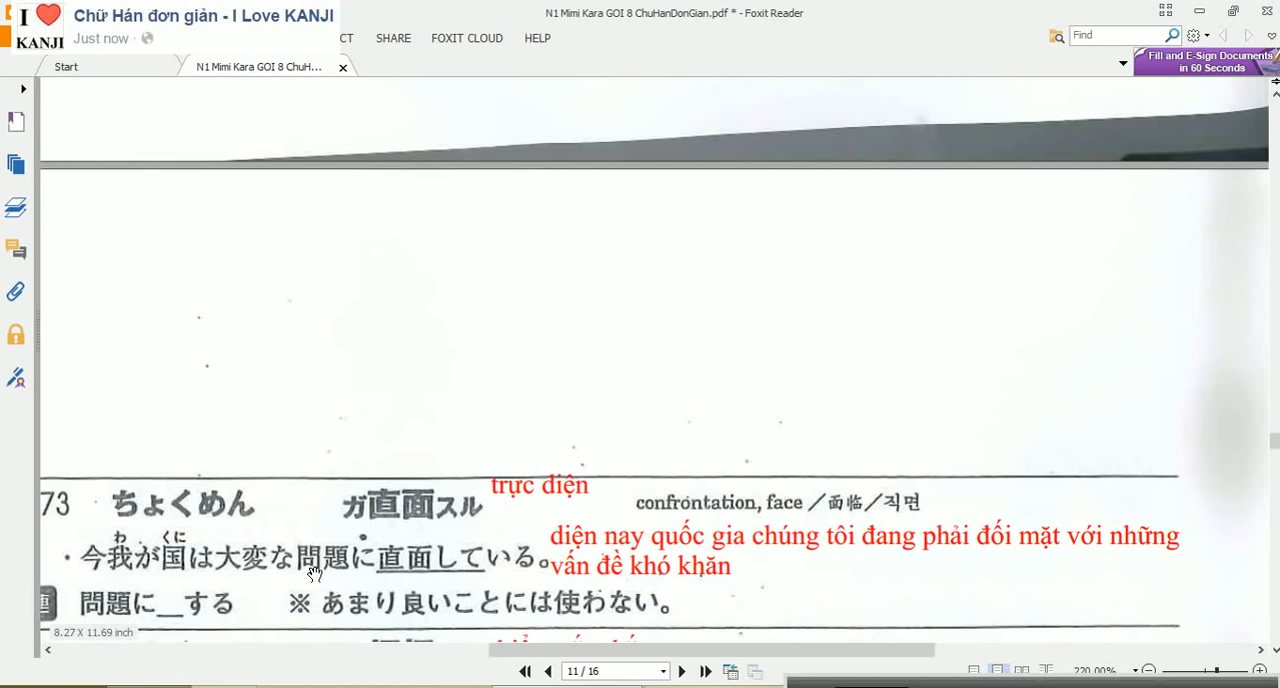 I ❤ KANJI
Chữ Hán đơn giản - I Love KANJI
Just now
N1 Mimi Kara GOI 8 ChuHanDonGian.pdf * - Foxit Reader
CT SHARE FOXIT CLOUD HELP
Find
Start
N1 Mimi Kara GOI 8 ChuH...
Fill and E-Sign Documents
in 60 Seconds
73 ちょくめん ガ直面スル trực diện confrontation, face／面临／직면
わ くに
・今我が国は大変な問題に直面している。
diện nay quốc gia chúng tôi đang phải đối mặt với những
vấn đề khó khăn
連 問題に＿する ※あまり良いことには使わない。
8.27 X 11.69 inch
11 / 16
220.00%